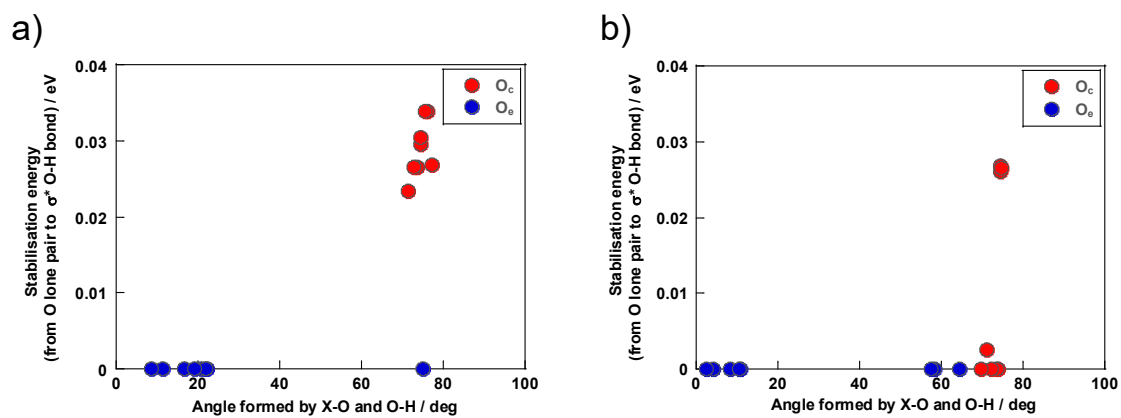 a)
0.04
0.03
0.02
0.01
0
Stabilisation energy
(from O lone pair to σ* O-H bond) / eV
0 20 40 60 80 100
Angle formed by X-O and O-H / deg
Oc
Oe
b)
0.04
0.03
0.02
0.01
0
Stabilisation energy
(from O lone pair to σ* O-H bond) / eV
0 20 40 60 80 100
Angle formed by X-O and O-H / deg
Oc
Oe